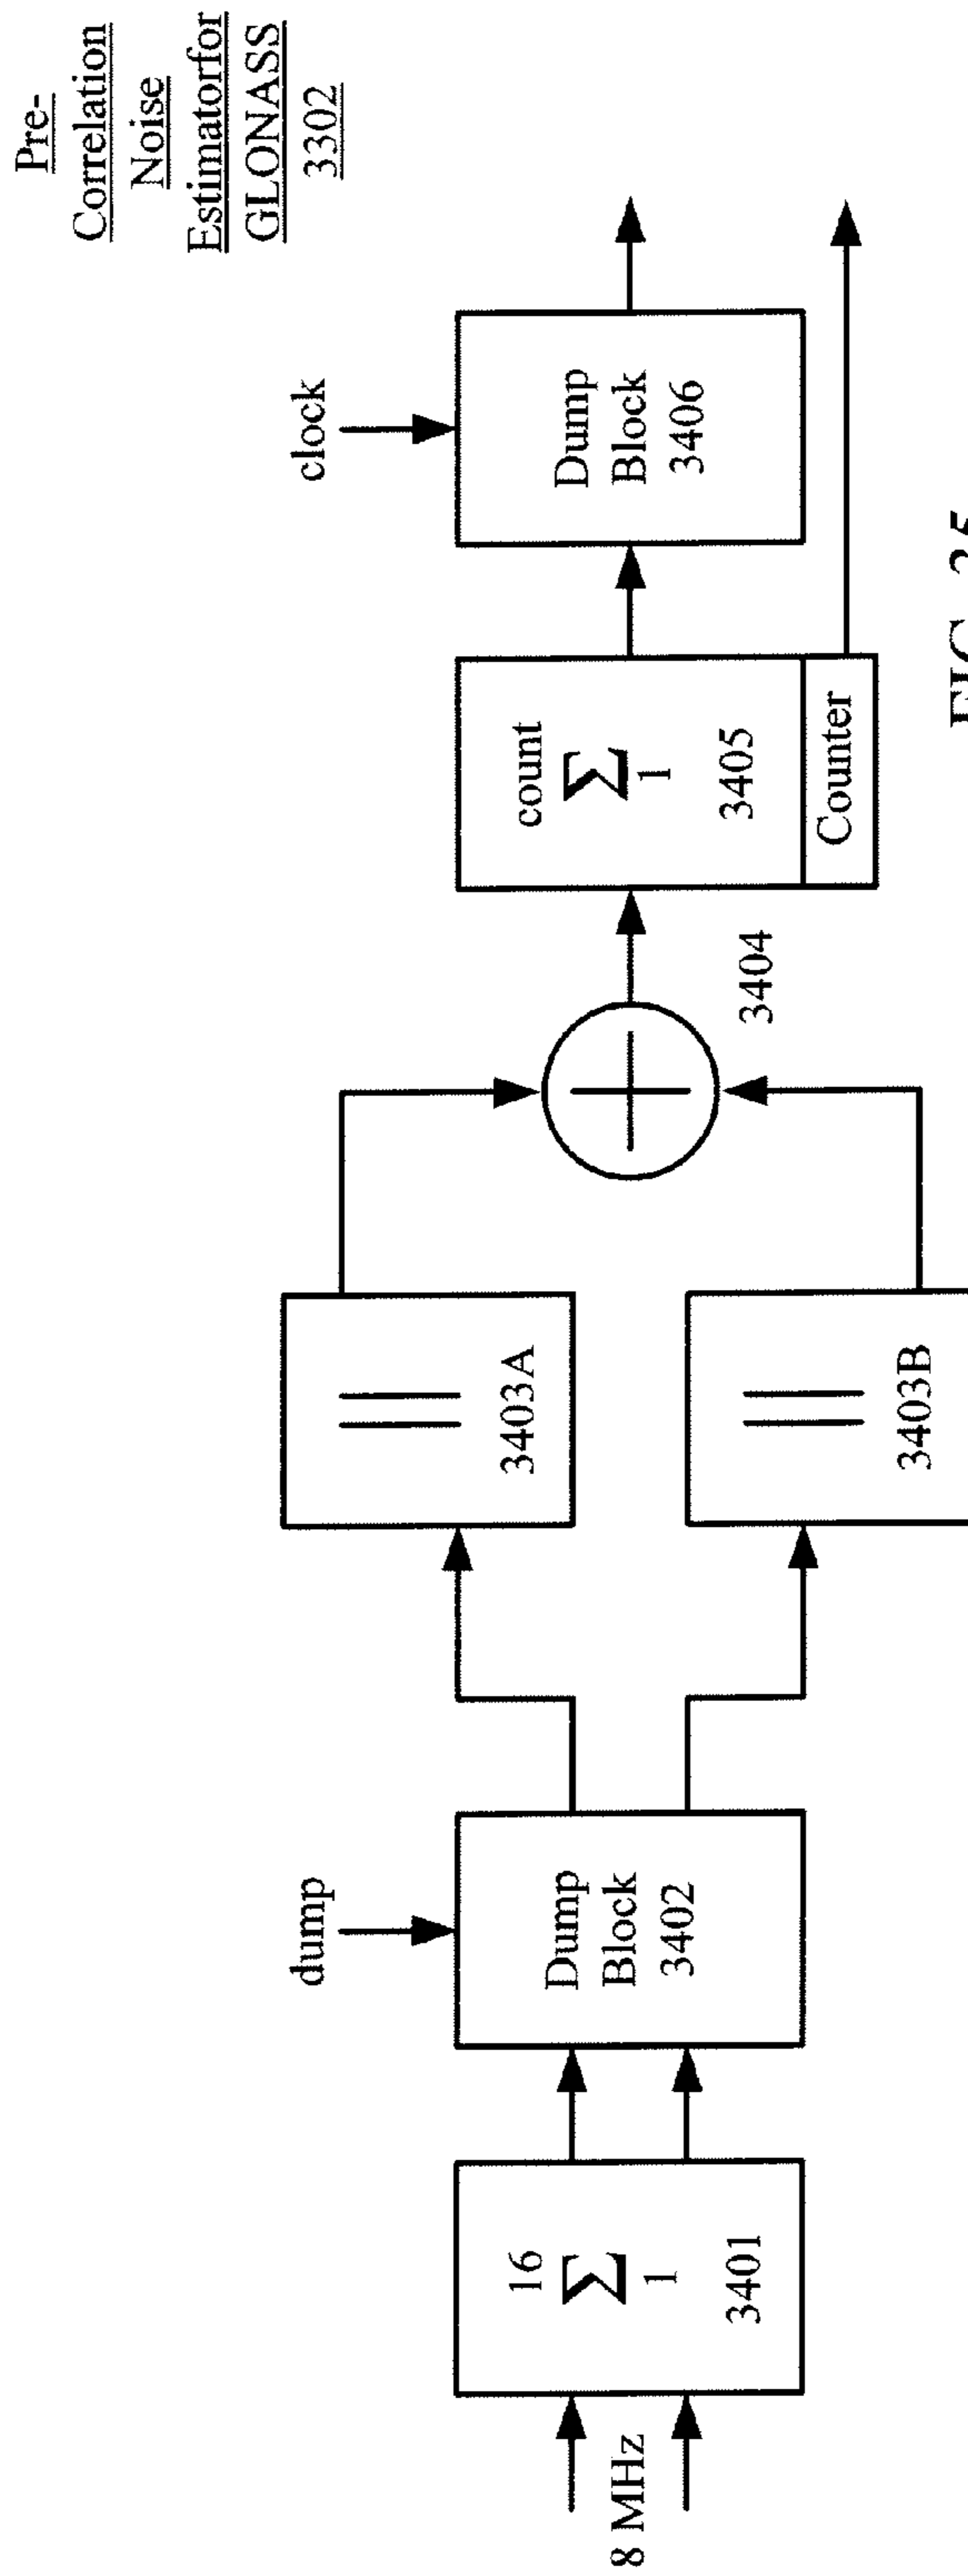 Pre-
Correlation
Noise
Estimatorfor
GLONASS
3302
8 MHz
16
Σ
1
3401
dump
Dump
Block
3402
||
3403A
||
3403B
3404
count
Σ
1
3405
Counter
clock
Dump
Block
3406